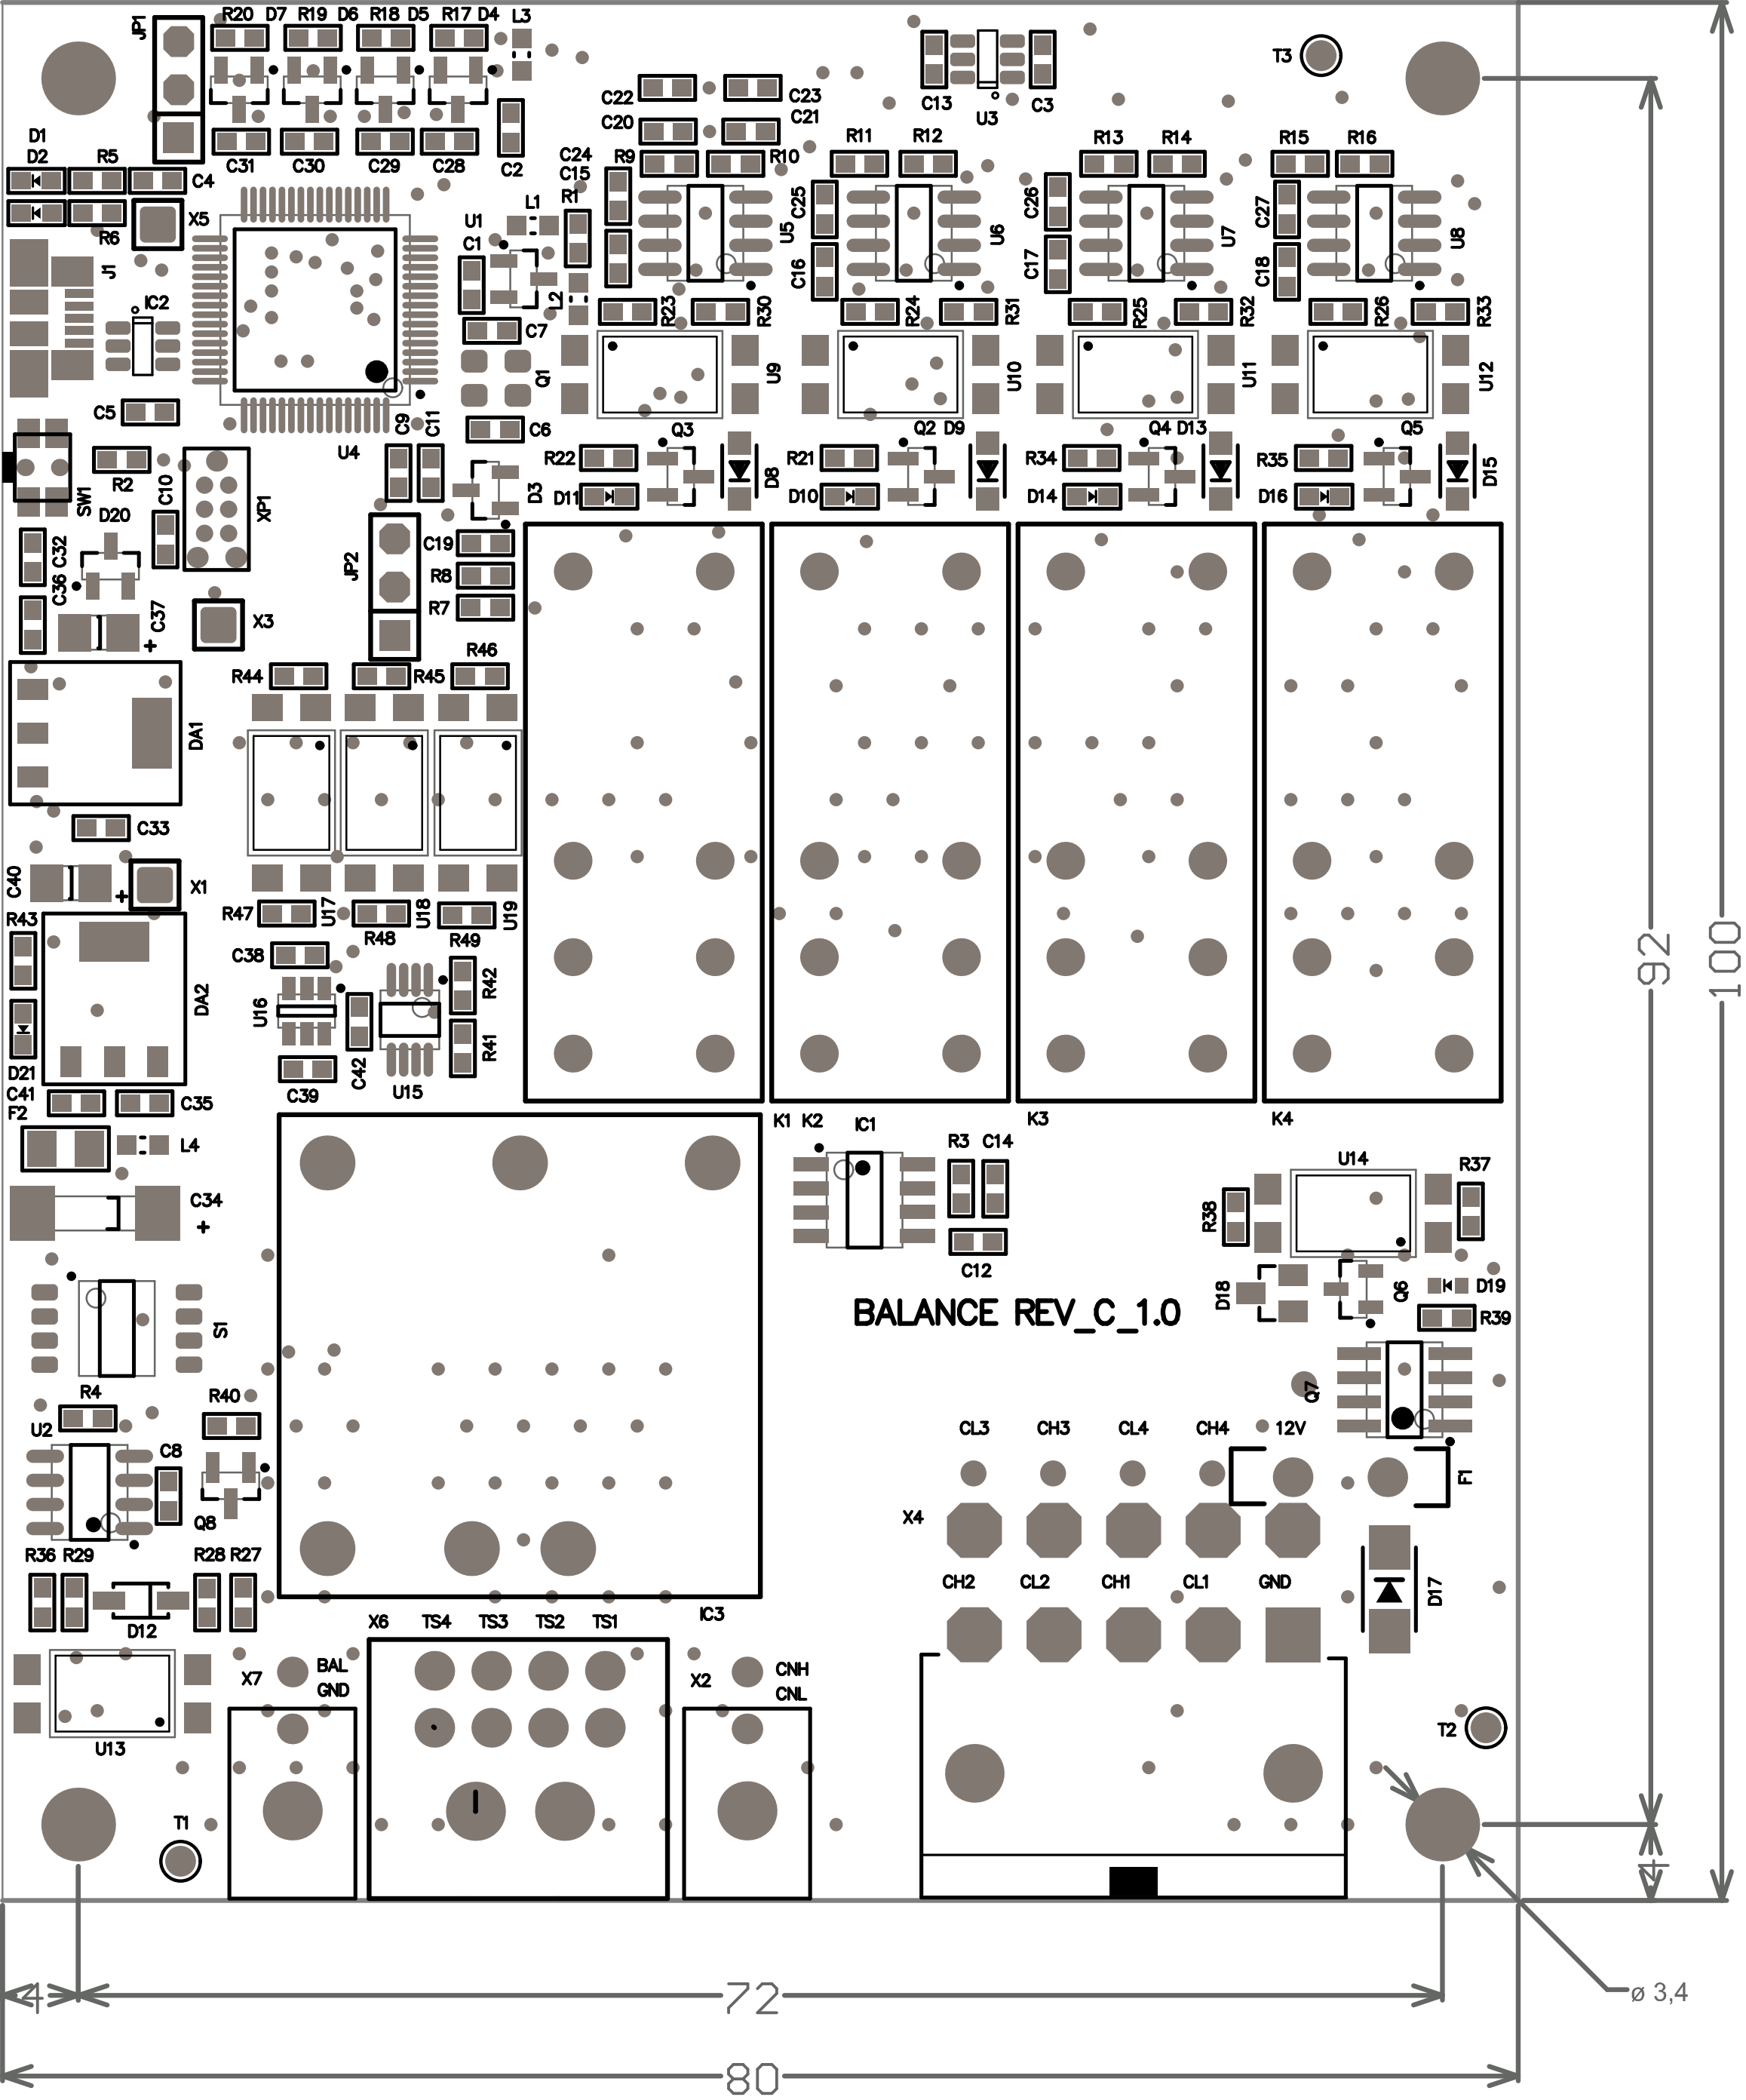 JP1 R20 D7 R19 D6 R18 D5 R17 D4 L3
T3
C22 C23 C13 U3 C3
C20 C21
D1
D2 R5 C4 C31 C30 C29 C28 C2
C24
C15 R9 R10 R11 R12 R13 R14 R15 R16
R6 X5 U1 L1 R1 C25 C26 C27
J1 C1 U5 U6 U7 U8
IC2 L2 C16 C17 C18
C7 R23 R30 R24 R31 R25 R32 R26 R33
Q1 U9 U10 U11 U12
C5 C9 C11 C6
U4 Q3 Q2 D9 Q4 D13 Q5
R2 R22 R21 R34 R35
SW1 C10 XP1 D3 D11 D8 D10 D14 D16 D15
D20
C32 C19
C36 JP2 R8
C37 R7
+ X3
R46
R44 R45
DA1
C33
C40 + X1
R43 R47 U17 U18 U19
R48 R49
C38
DA2 U16 R42
R41
D21 C42
C41 C39 U15
F2 C35
K1 K2 IC1 K3 K4
L4 R3 C14 U14 R37
C34
+ R38
C12
D18 Q6 D19
S1 BALANCE REV_C_1.0 R39
R4 R40 Q7
U2 CL3 CH3 CL4 CH4 12V
C8 F1
Q8 X4
R36 R29 R28 R27 CH2 CL2 CH1 CL1 GND
D17
D12 X6 TS4 TS3 TS2 TS1 IC3
X7 BAL X2 CNH
GND CNL
U13 T2
T1
92
100
4
4 72 ø 3,4
80